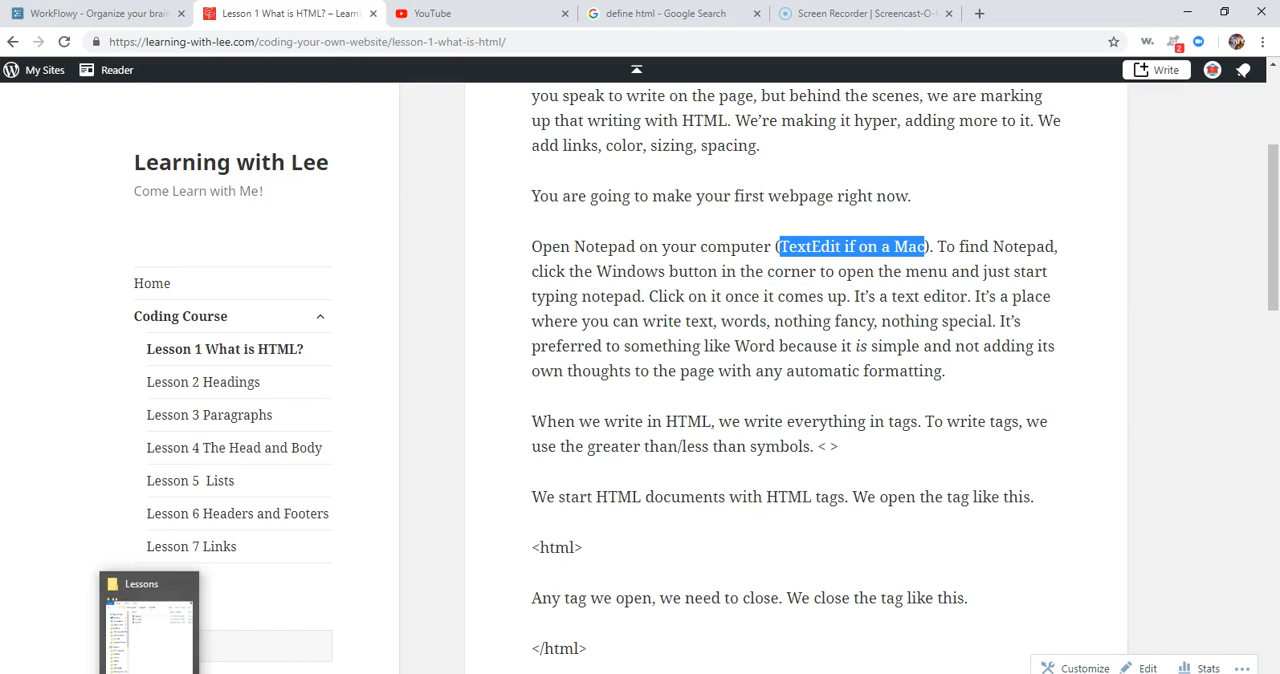 WorkFlowy - Organize your brain
Lesson 1 What is HTML? – Learni
YouTube
define html - Google Search
Screen Recorder | Screencast-O-
https://learning-with-lee.com/coding-your-own-website/lesson-1-what-is-html/
W.
2
My Sites
Reader
Write
Learning with Lee
Come Learn with Me!
Home
Coding Course
Lesson 1 What is HTML?
Lesson 2 Headings
Lesson 3 Paragraphs
Lesson 4 The Head and Body
Lesson 5 Lists
Lesson 6 Headers and Footers
Lesson 7 Links
Lessons
you speak to write on the page, but behind the scenes, we are marking
up that writing with HTML. We’re making it hyper, adding more to it. We
add links, color, sizing, spacing.
You are going to make your first webpage right now.
Open Notepad on your computer (TextEdit if on a Mac). To find Notepad,
click the Windows button in the corner to open the menu and just start
typing notepad. Click on it once it comes up. It’s a text editor. It’s a place
where you can write text, words, nothing fancy, nothing special. It’s
preferred to something like Word because it is simple and not adding its
own thoughts to the page with any automatic formatting.
When we write in HTML, we write everything in tags. To write tags, we
use the greater than/less than symbols. < >
We start HTML documents with HTML tags. We open the tag like this.
<html>
Any tag we open, we need to close. We close the tag like this.
</html>
Customize
Edit
Stats